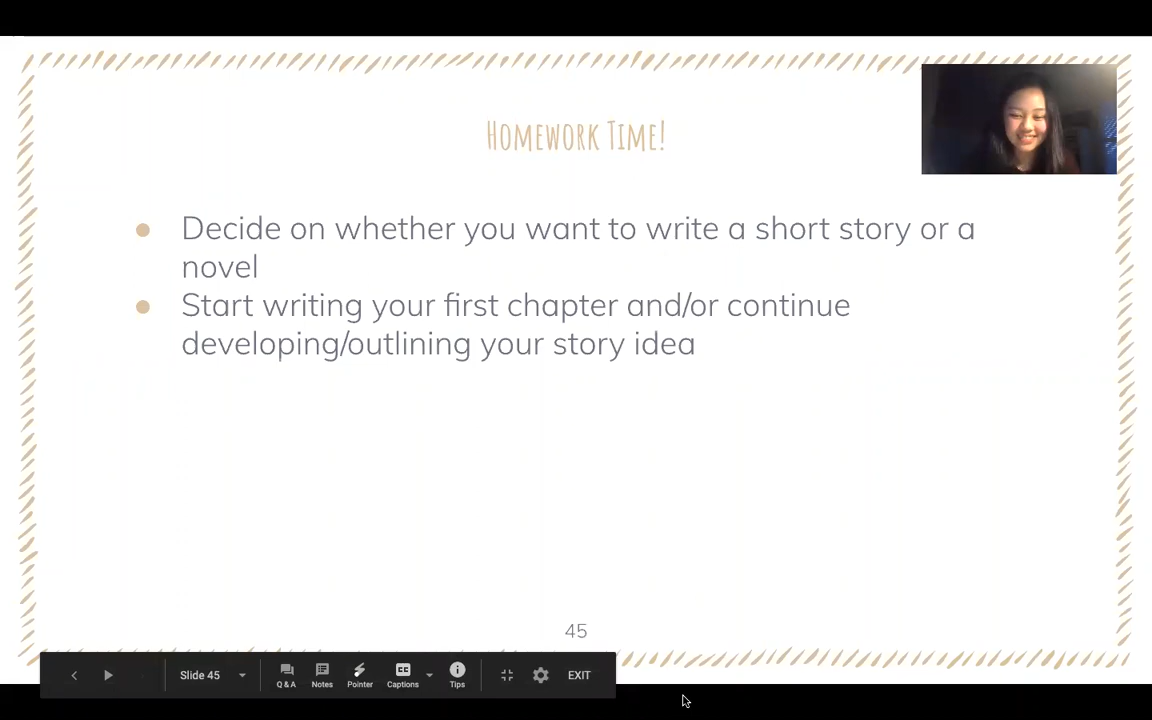 Homework Time!
● Decide on whether you want to write a short story or a
novel
● Start writing your first chapter and/or continue
developing/outlining your story idea
45
Slide 45
Q & A
Notes
Pointer
CC
Captions
Tips
EXIT